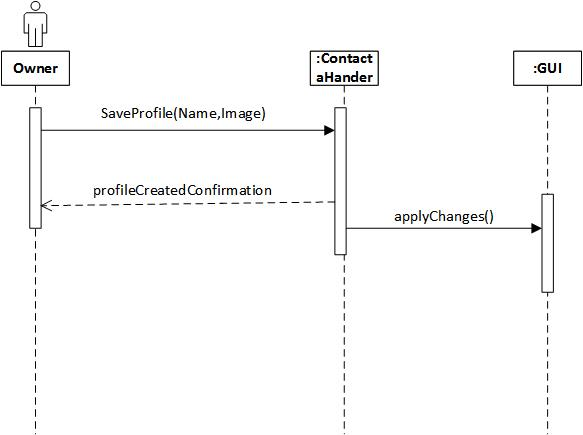 Owner
:Contact
aHander
:GUI
SaveProfile(Name,Image)
profileCreatedConfirmation
applyChanges()